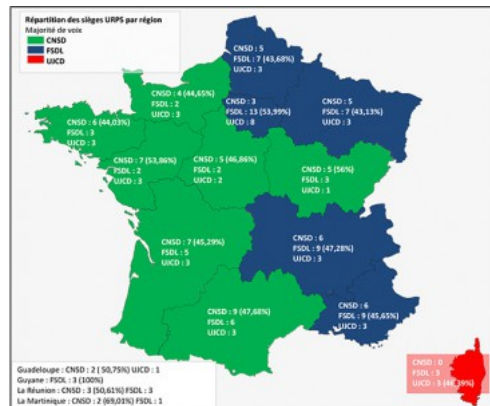 Répartition des sièges URPS par région
Majorité de voix
CNSD
FSDL
UJCD
CNSD : 5
FSDL : 7 (43,68%)
UJCD : 3
CNSD : 4 (44,65%)
FSDL : 2
UJCD : 3
CNSD : 3
FSDL : 13 (53,99%)
UJCD : 8
CNSD : 5
FSDL : 7 (43,13%)
UJCD : 3
CNSD : 6 (44,03%)
FSDL : 3
UJCD : 3
CNSD : 7 (53,86%)
FSDL : 2
UJCD : 3
CNSD : 5 (46,86%)
FSDL : 2
UJCD : 2
CNSD : 5 (56%)
FSDL : 3
UJCD : 1
CNSD : 7 (45,29%)
FSDL : 5
UJCD : 3
CNSD : 6
FSDL : 9 (47,28%)
UJCD : 3
CNSD : 9 (47,68%)
FSDL : 6
UJCD : 3
CNSD : 6
FSDL : 9 (45,65%)
UJCD : 3
CNSD : 0
FSDL : 3
UJCD : 3
Guadeloupe : CNSD : 2 ( 50,75%) UJCD : 1
Guyane : FSDL : 3 (100%)
La Réunion : CNSD : 3 (50,61%) FSDL : 3
La Martinique : CNSD : 2 (69,01%) FSDL : 1